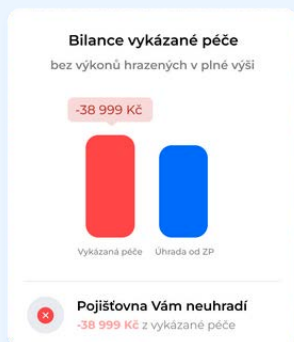 Bilance vykázané péče
bez výkonů hrazených v plné výši
-38 999 Kč
Vykázaná péče
Úhrada od ZP
Pojišťovna Vám neuhradí
-38 999 Kč z vykázané péče